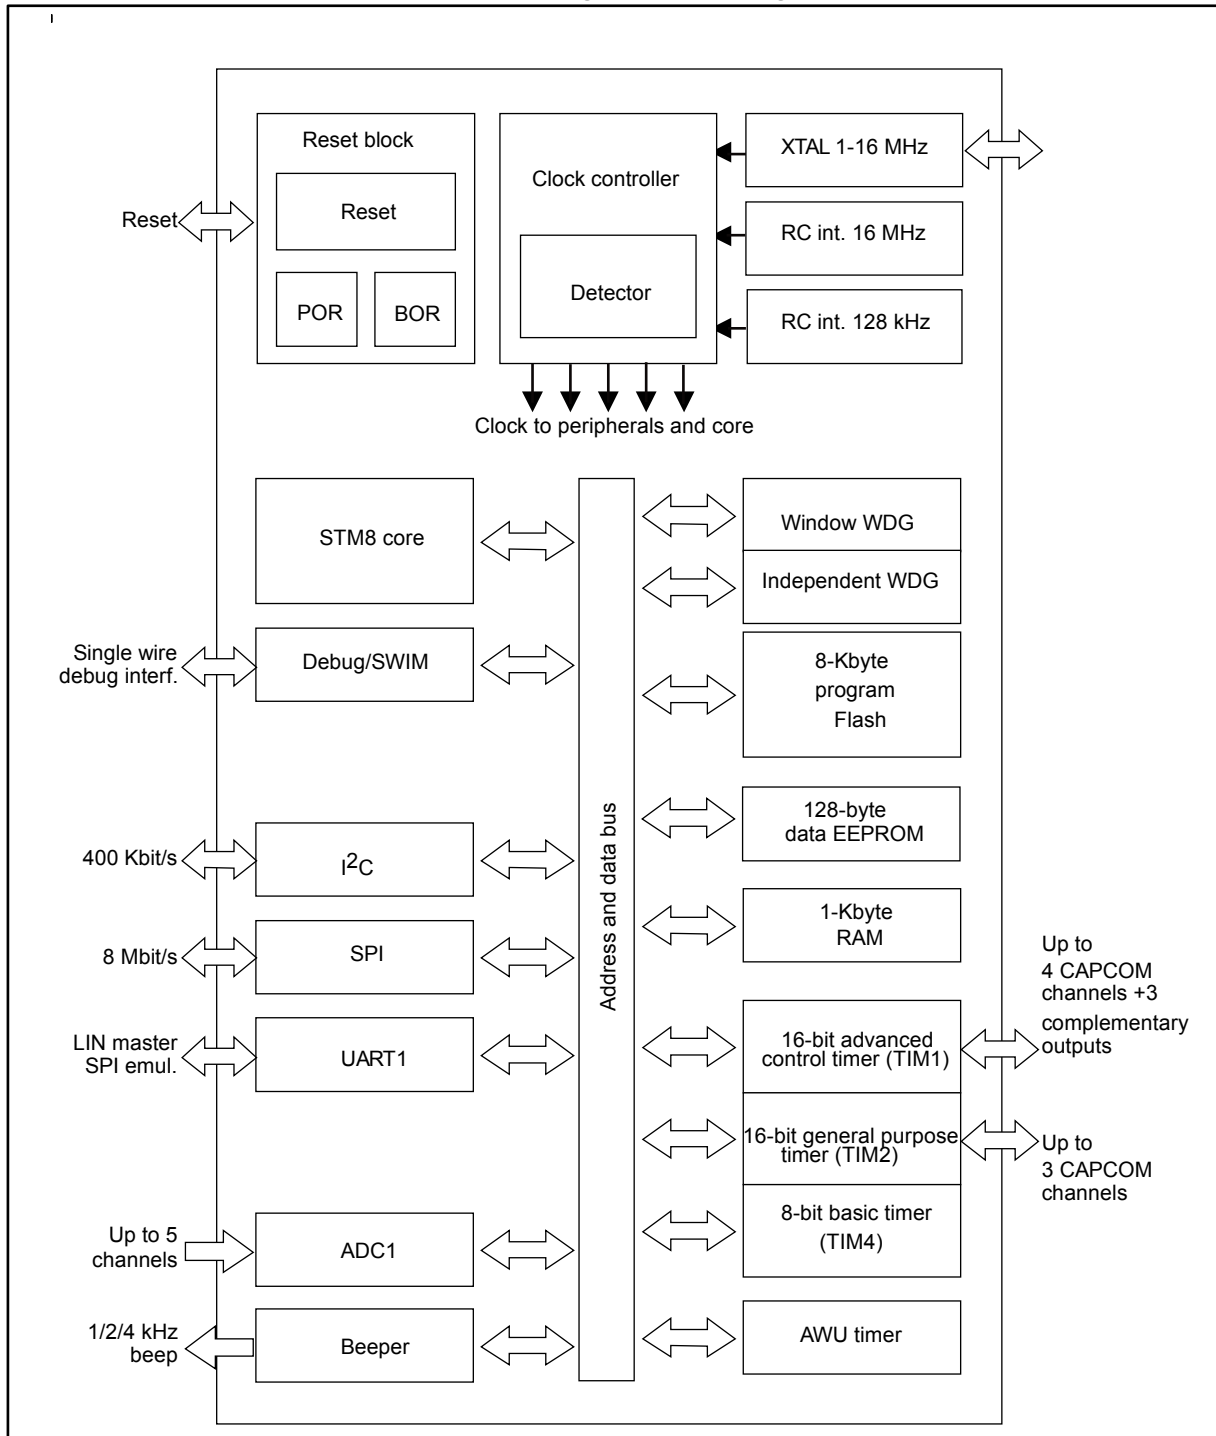 Reset block
Reset
POR
BOR
Reset
Clock controller
Detector
XTAL 1-16 MHz
RC int. 16 MHz
RC int. 128 kHz
Clock to peripherals and core
STM8 core
Single wire
debug interf.
Debug/SWIM
400 Kbit/s
I2C
8 Mbit/s
SPI
LIN master
SPI emul.
UART1
Up to 5
channels
ADC1
1/2/4 kHz
beep
Beeper
Address and data bus
Window WDG
Independent WDG
8-Kbyte
program
Flash
128-byte
data EEPROM
1-Kbyte
RAM
16-bit advanced
control timer (TIM1)
Up to
4 CAPCOM
channels +3
complementary
outputs
16-bit general purpose
timer (TIM2)
Up to
3 CAPCOM
channels
8-bit basic timer
(TIM4)
AWU timer